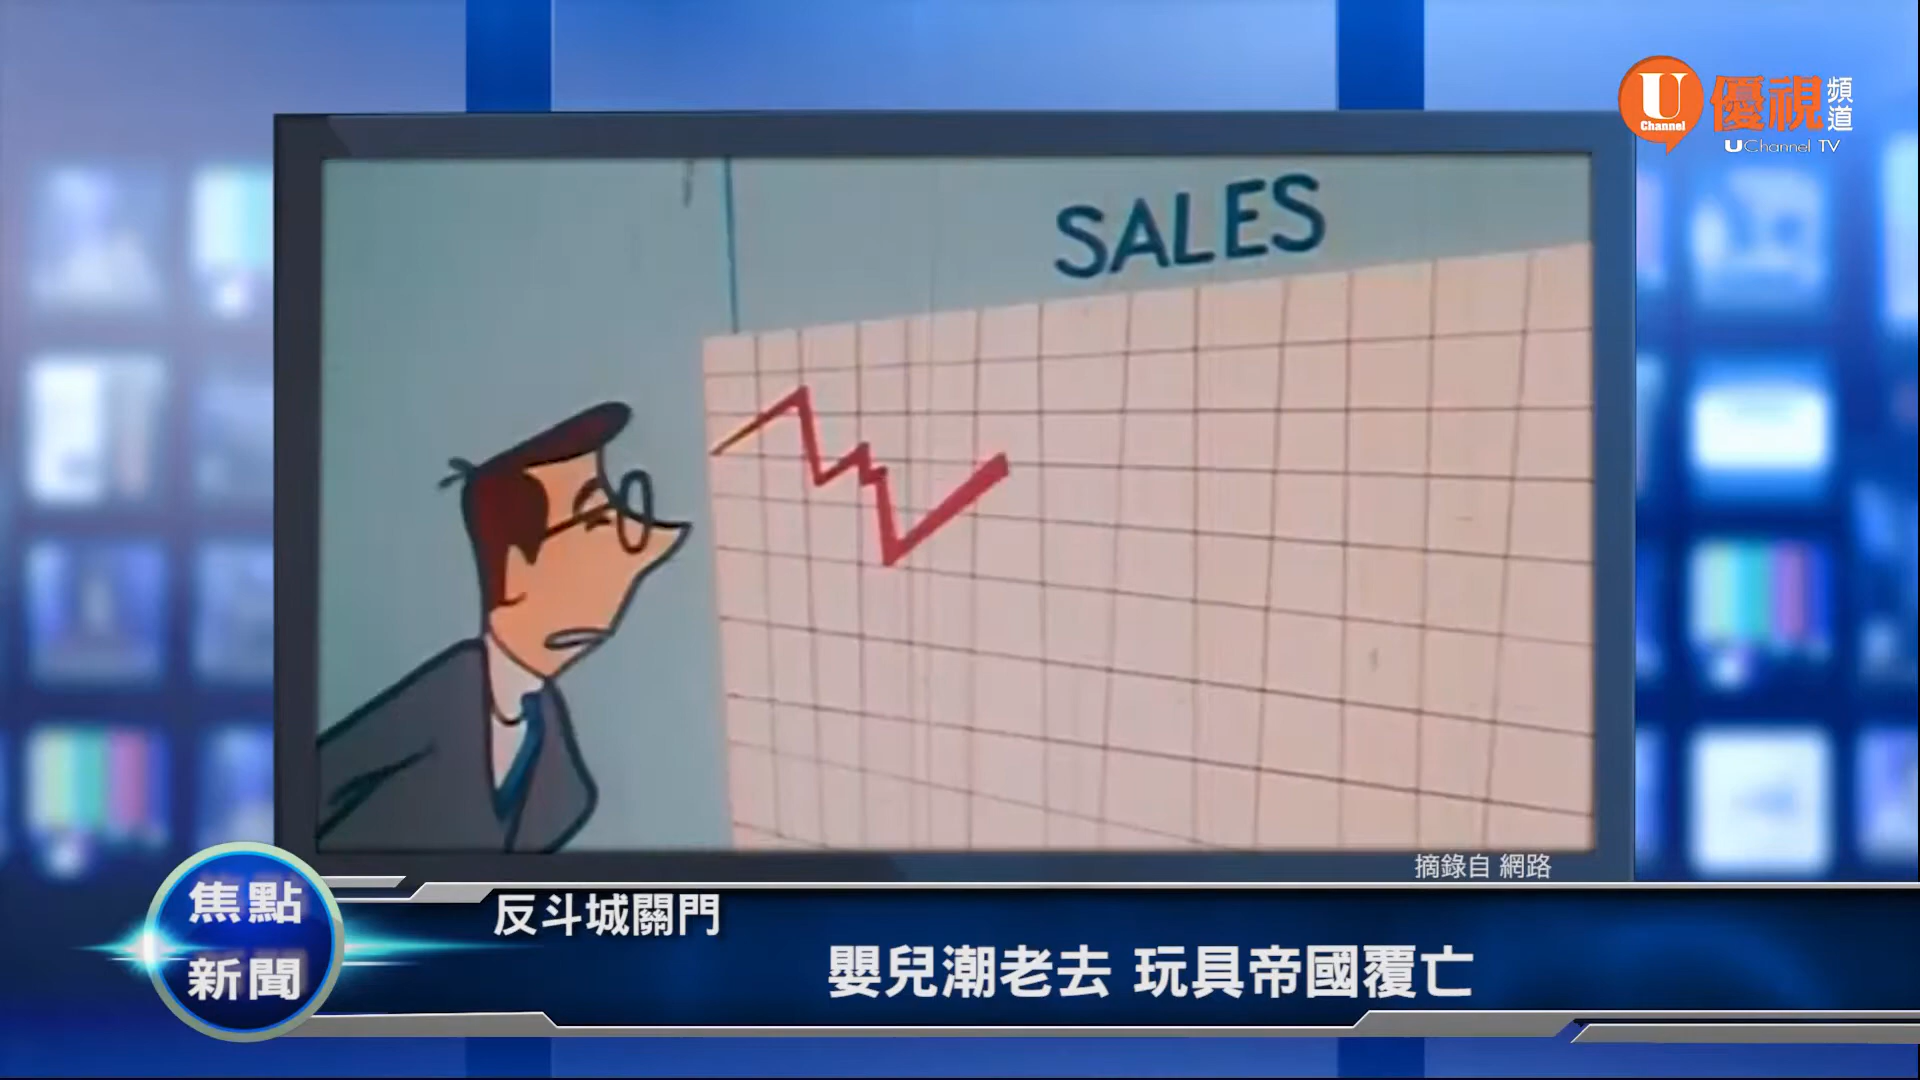 U
Channel
優視
頻道
UChannel TV
SALES
摘錄自 網路
焦點
新聞
反斗城關門
嬰兒潮老去 玩具帝國覆亡